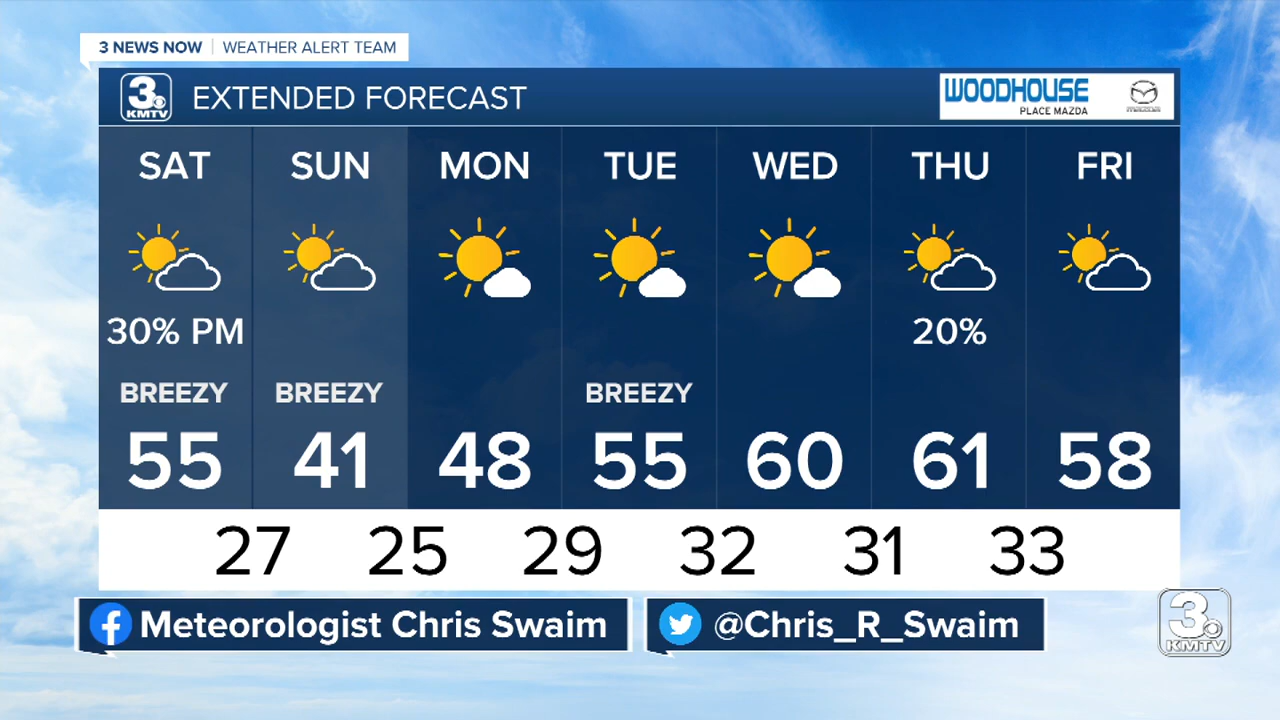 3 NEWS NOW WEATHER ALERT TEAM
3 KMTV EXTENDED FORECAST WOODHOUSE
PLACE MAZDA
SAT SUN MON TUE WED THU FRI
30% PM 20%
BREEZY BREEZY BREEZY
55 41 48 55 60 61 58
27 25 29 32 31 33
Meteorologist Chris Swaim @Chris_R_Swaim
3 KMTV